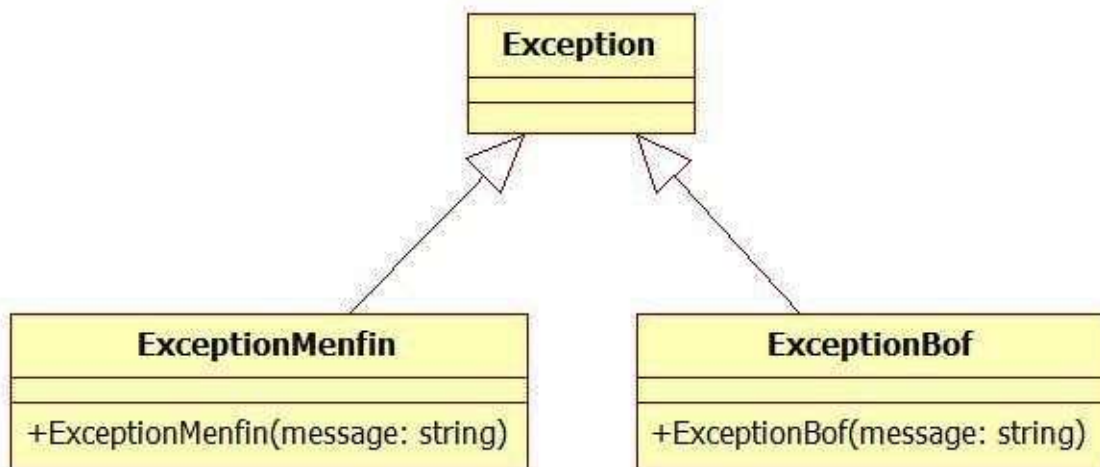 Exception
ExceptionMenfin
+ExceptionMenfin(message: string)
ExceptionBof
+ExceptionBof(message: string)